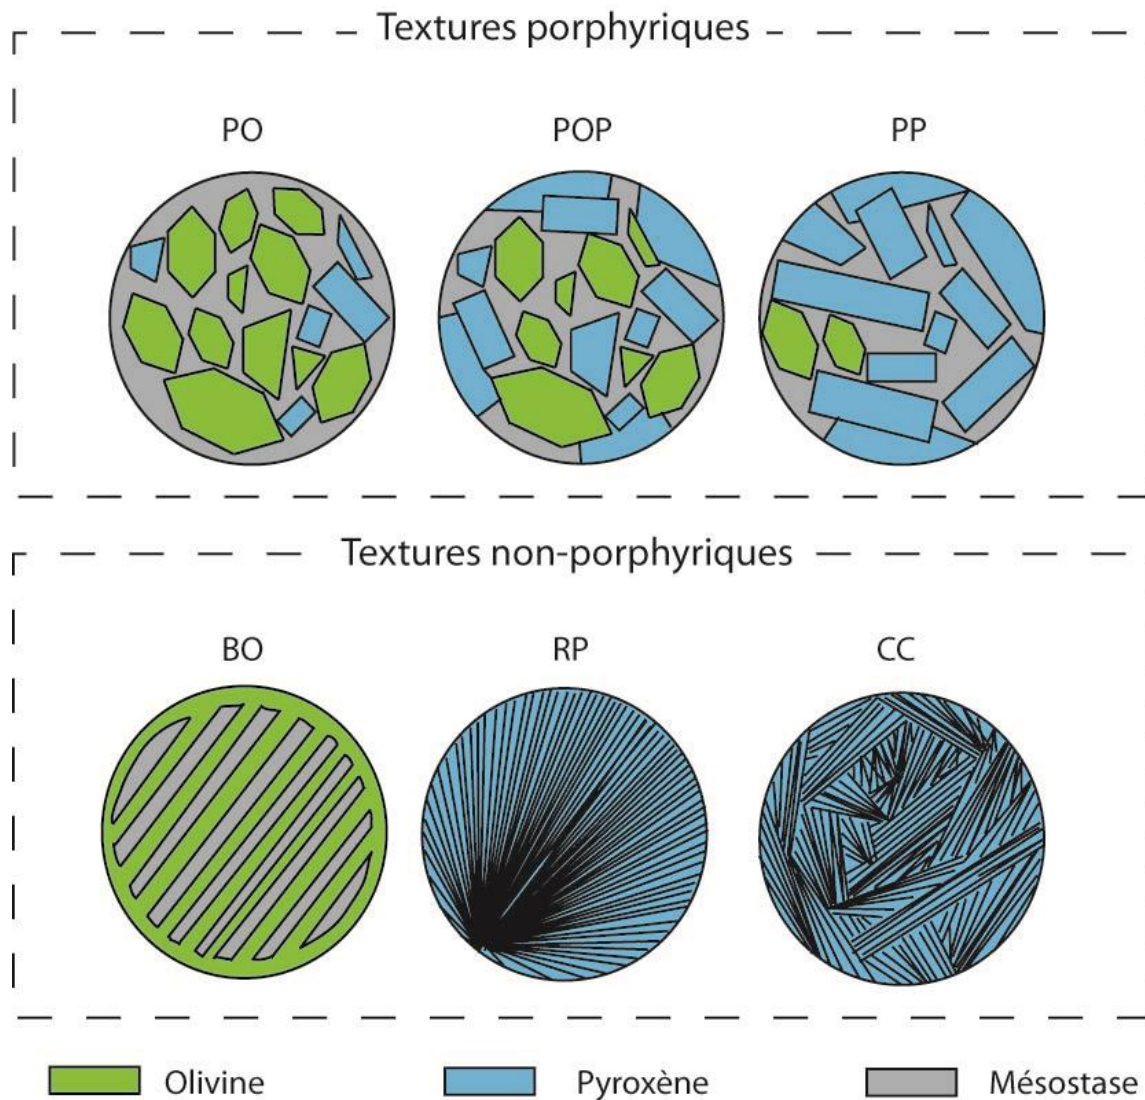 Textures porphyriques
PO POP PP
Textures non-porphyriques
BO RP CC
Olivine Pyroxène Mésostase